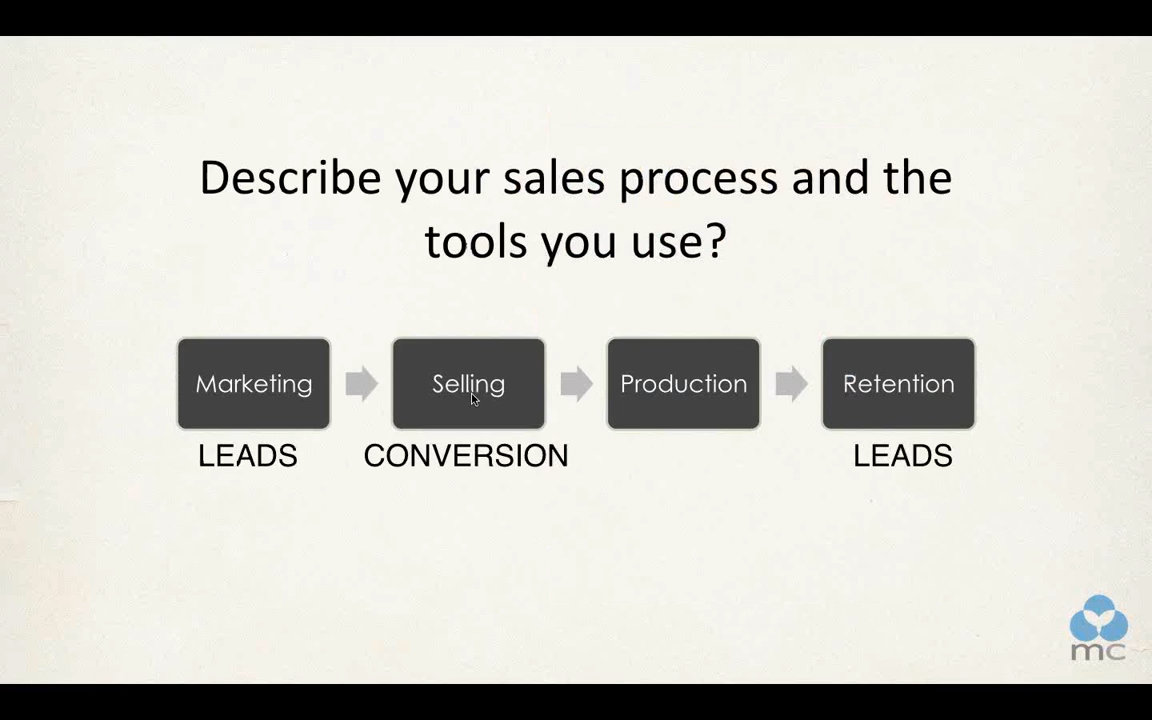 Describe your sales process and the
tools you use?
Marketing
Selling
Production
Retention
LEADS
CONVERSION
LEADS
mc